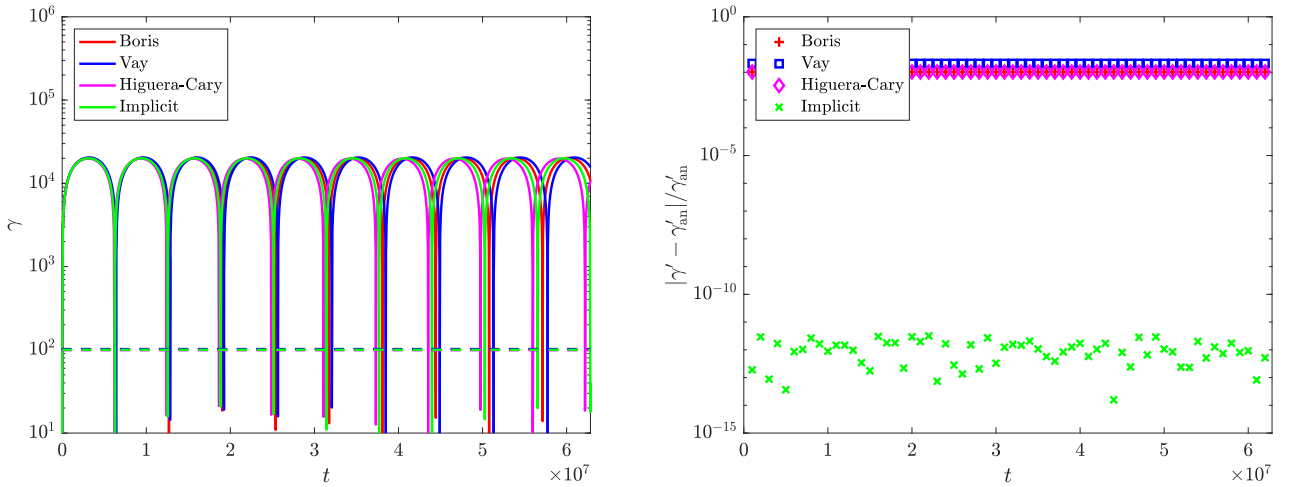 10^6
10^5
10^4
10^3
10^2
10^1
γ
Boris
Vay
Higuera-Cary
Implicit
0 1 2 3 4 5 6
t
×10^7
10^0
10^-5
10^-10
10^-15
|γ′ − γ′_an|/γ′_an
Boris
Vay
Higuera-Cary
Implicit
0 1 2 3 4 5 6
t
×10^7